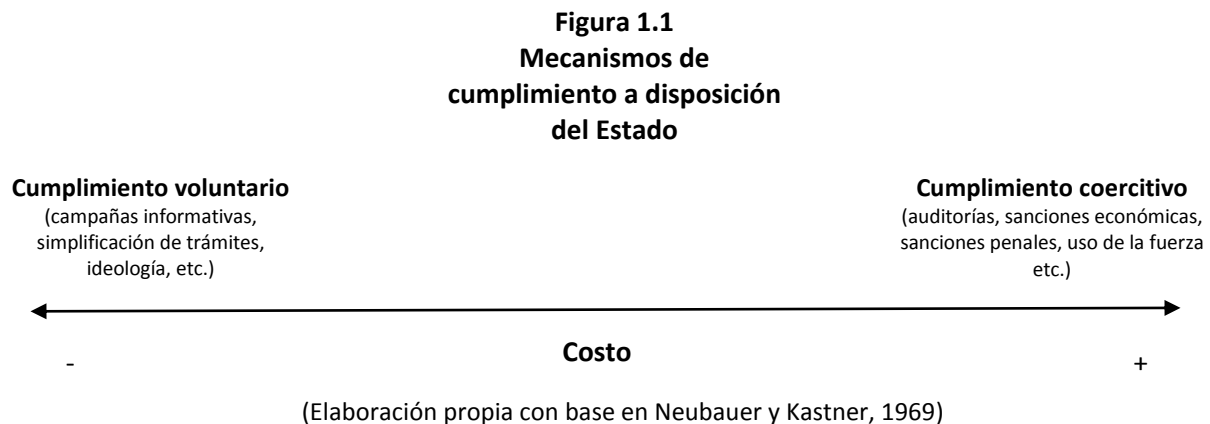 Figura 1.1
Mecanismos de
cumplimiento a disposición
del Estado
Cumplimiento voluntario
(campañas informativas,
simplificación de trámites,
ideología, etc.)
Cumplimiento coercitivo
(auditorías, sanciones económicas,
sanciones penales, uso de la fuerza
etc.)
- Costo +
(Elaboración propia con base en Neubauer y Kastner, 1969)